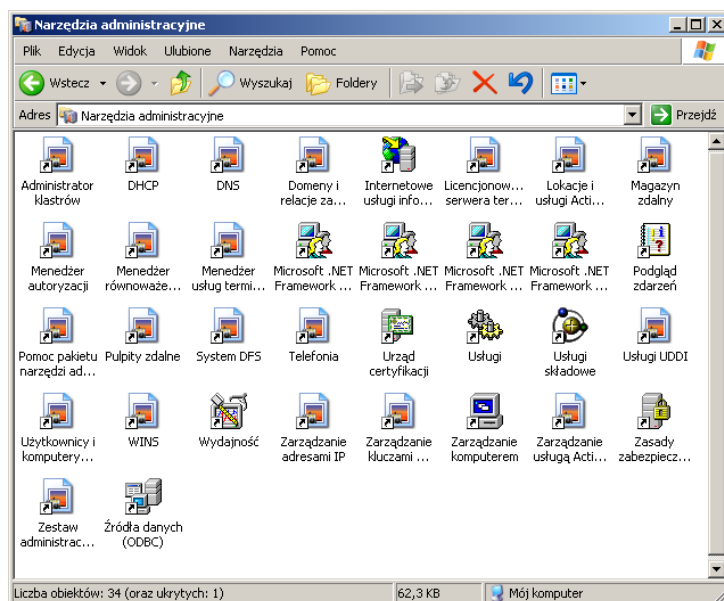 Narzędzia administracyjne
Plik Edycja Widok Ulubione Narzędzia Pomoc
Wstecz Wyszukaj Foldery
Adres Narzędzia administracyjne Przejdź
Administrator klastrów
DHCP
DNS
Domeny i relacje za...
Internetowe usługi info...
Licencjonow... serwera ter...
Lokacje i usługi Acti...
Magazyn zdalny
Menedżer autoryzacji
Menedżer równoważe...
Menedżer usług termi...
Microsoft .NET Framework ...
Microsoft .NET Framework ...
Microsoft .NET Framework ...
Microsoft .NET Framework ...
Podgląd zdarzeń
Pomoc pakietu narzędzi ad...
Pulpity zdalne
System DFS
Telefonia
Urząd certyfikacji
Usługi
Usługi składowe
Usługi UDDI
Użytkownicy i komputery...
WINS
Wydajność
Zarządzanie adresami IP
Zarządzanie kluczami ...
Zarządzanie komputerem
Zarządzanie usługą Acti...
Zasady zabezpiecz...
Zestaw administrac...
Źródła danych (ODBC)
Liczba obiektów: 34 (oraz ukrytych: 1) 62,3 KB Mój komputer